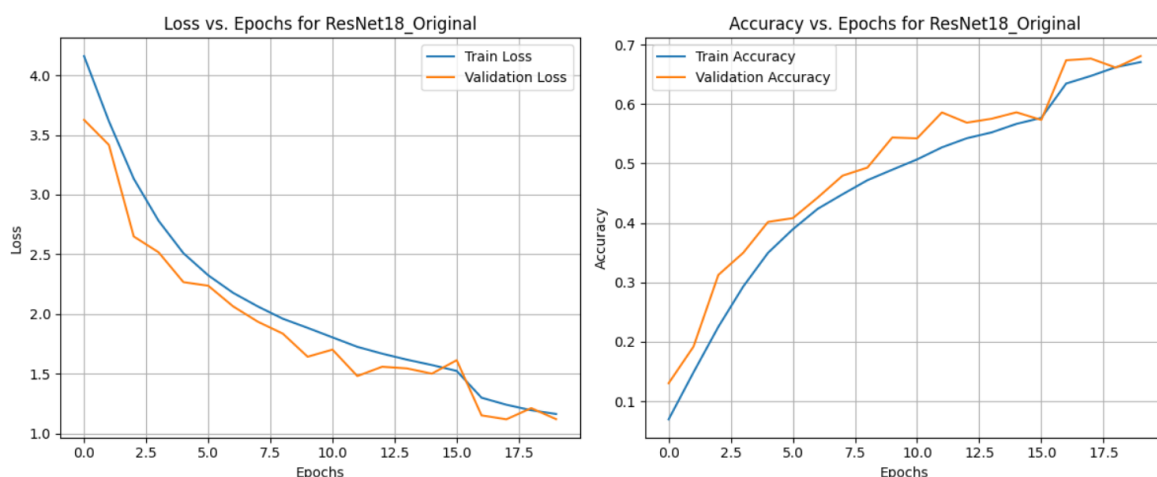 Loss vs. Epochs for ResNet18_Original
Train Loss
Validation Loss
4.0
3.5
3.0
2.5
2.0
1.5
1.0
Loss
0.0 2.5 5.0 7.5 10.0 12.5 15.0 17.5
Epochs
Accuracy vs. Epochs for ResNet18_Original
Train Accuracy
Validation Accuracy
0.7
0.6
0.5
0.4
0.3
0.2
0.1
Accuracy
0.0 2.5 5.0 7.5 10.0 12.5 15.0 17.5
Epochs